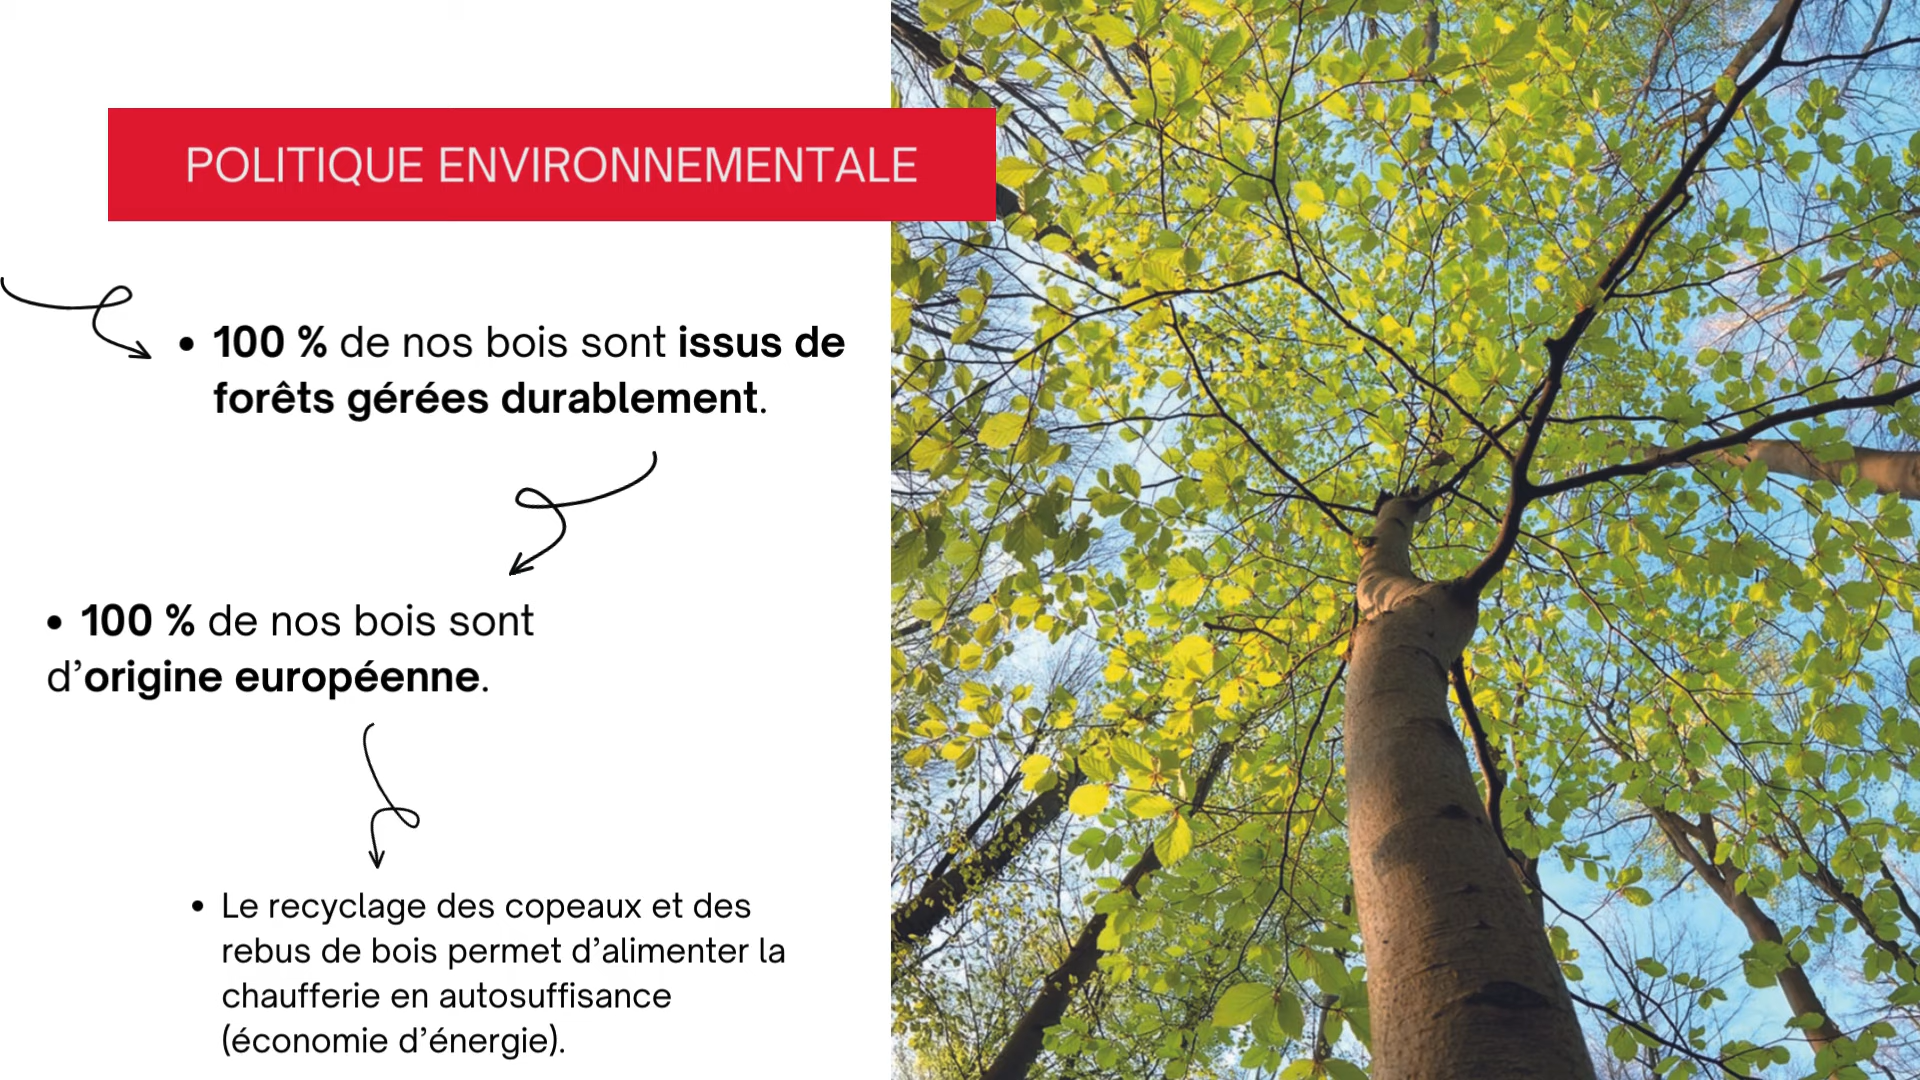 POLITIQUE ENVIRONNEMENTALE
• 100 % de nos bois sont issus de
forêts gérées durablement.
• 100 % de nos bois sont
d’origine européenne.
• Le recyclage des copeaux et des
rebus de bois permet d’alimenter la
chaufferie en autosuffisance
(économie d’énergie).